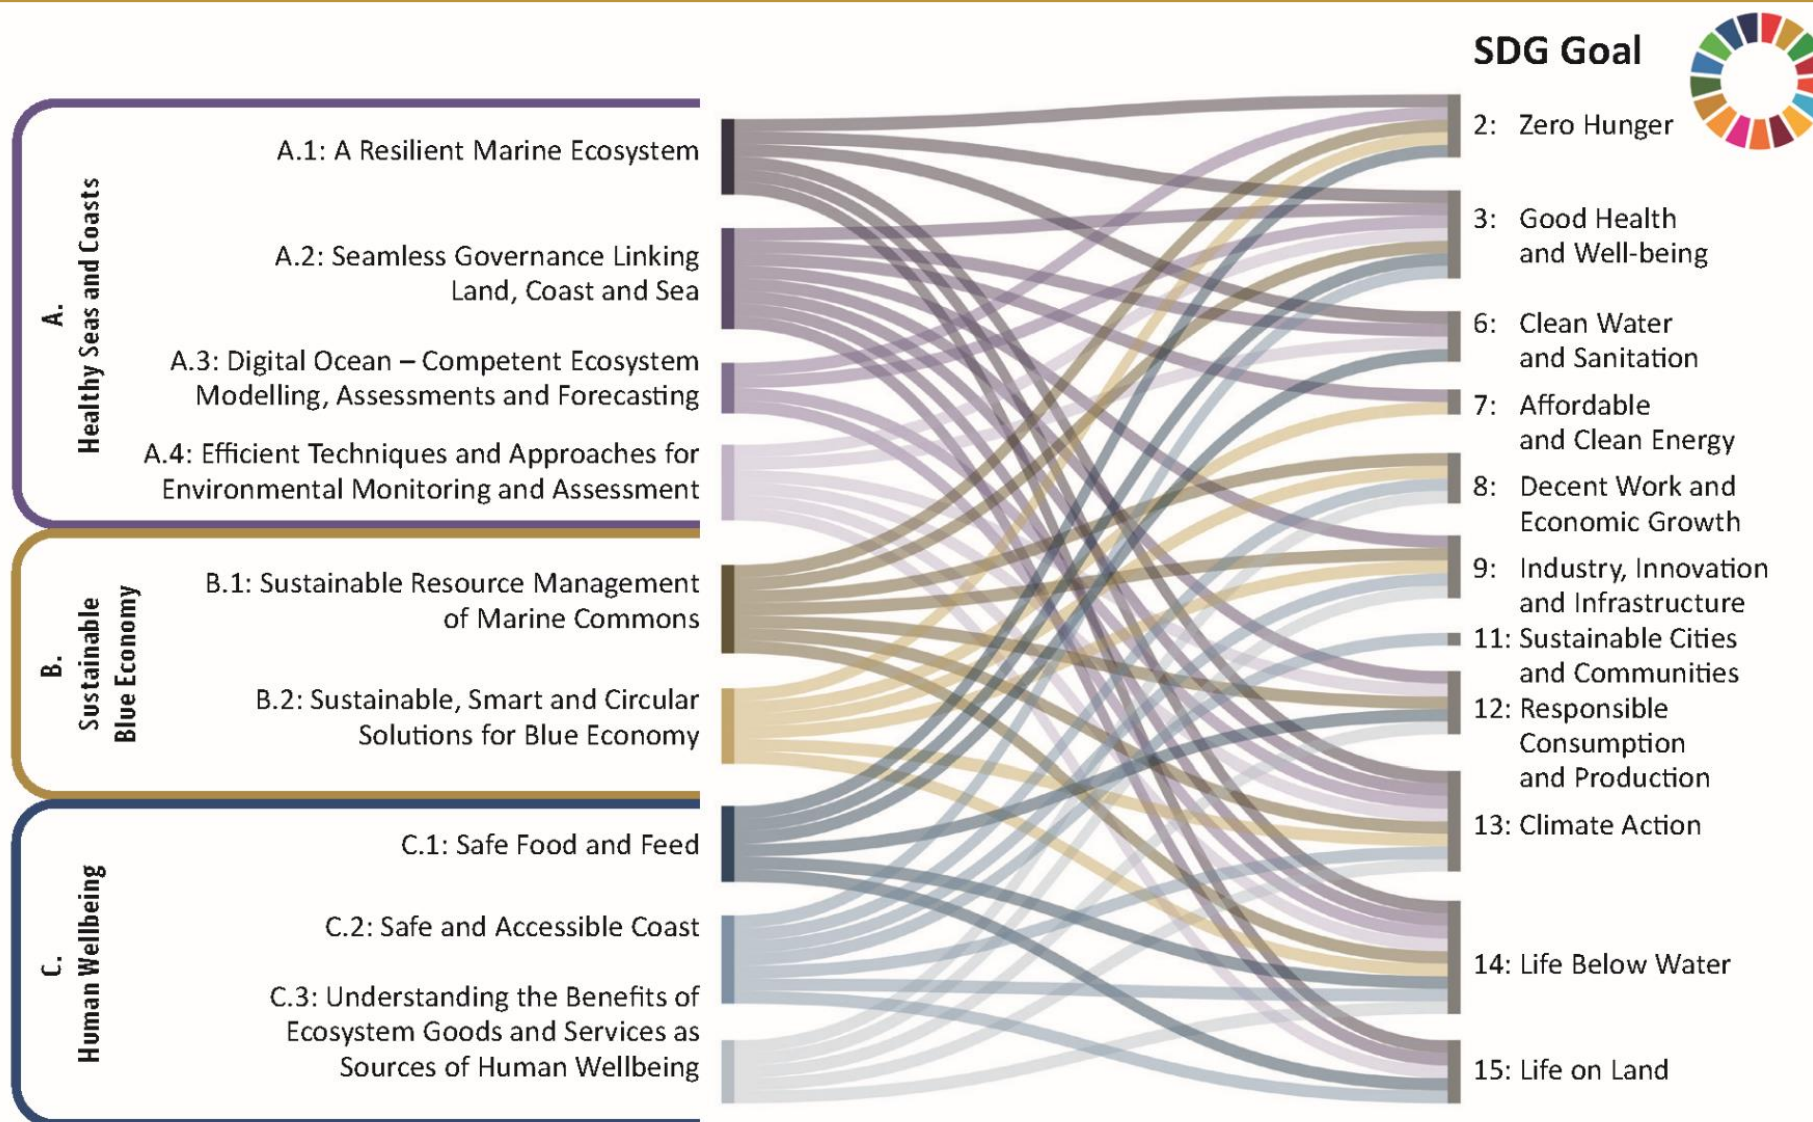 SDG Goal
A.
Healthy Seas and Coasts
A.1: A Resilient Marine Ecosystem
A.2: Seamless Governance Linking
Land, Coast and Sea
A.3: Digital Ocean – Competent Ecosystem
Modelling, Assessments and Forecasting
A.4: Efficient Techniques and Approaches for
Environmental Monitoring and Assessment
B.
Sustainable
Blue Economy
B.1: Sustainable Resource Management
of Marine Commons
B.2: Sustainable, Smart and Circular
Solutions for Blue Economy
C.
Human Wellbeing
C.1: Safe Food and Feed
C.2: Safe and Accessible Coast
C.3: Understanding the Benefits of
Ecosystem Goods and Services as
Sources of Human Wellbeing
2: Zero Hunger
3: Good Health
and Well-being
6: Clean Water
and Sanitation
7: Affordable
and Clean Energy
8: Decent Work and
Economic Growth
9: Industry, Innovation
and Infrastructure
11: Sustainable Cities
and Communities
12: Responsible
Consumption
and Production
13: Climate Action
14: Life Below Water
15: Life on Land